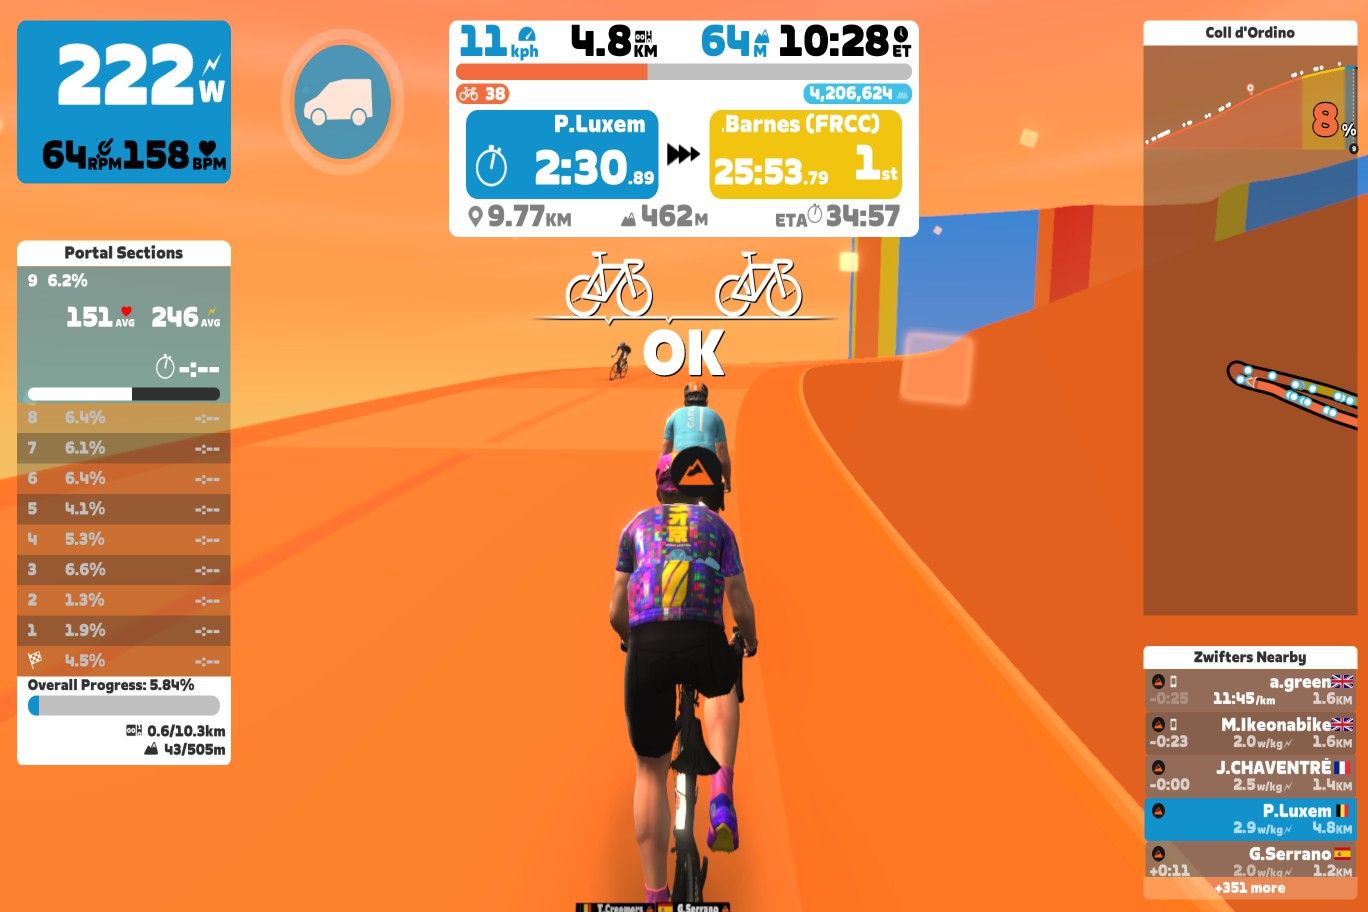 222 W
64 RPM 158 BPM
11 kph 4.8 KM 64 M 10:28 ET
38 4,206,624
P.Luxem
2:30.89
.Barnes (FRCC)
25:53.79 1st
9.77KM 462M ETA 34:57
OK
Portal Sections
9 6.2%
151 AVG 246 AVG
-:--
8 6.4% -:--
7 6.1% -:--
6 6.4% -:--
5 4.1% -:--
4 5.3% -:--
3 6.6% -:--
2 1.3% -:--
1 1.9% -:--
4.5% -:--
Overall Progress: 5.84%
0.6/10.3km
43/505m
Coll d'Ordino
8%
9
Zwifters Nearby
a.green
-0:25 11:45/km 1.6KM
M.Ikeonabike
-0:23 2.0w/kg 1.6KM
J.CHAVENTRÉ
-0:00 2.5w/kg 1.4KM
P.Luxem
2.9w/kg 4.8KM
G.Serrano
+0:11 2.0w/kg 1.2KM
+351 more
T.Creemers G.Serrano